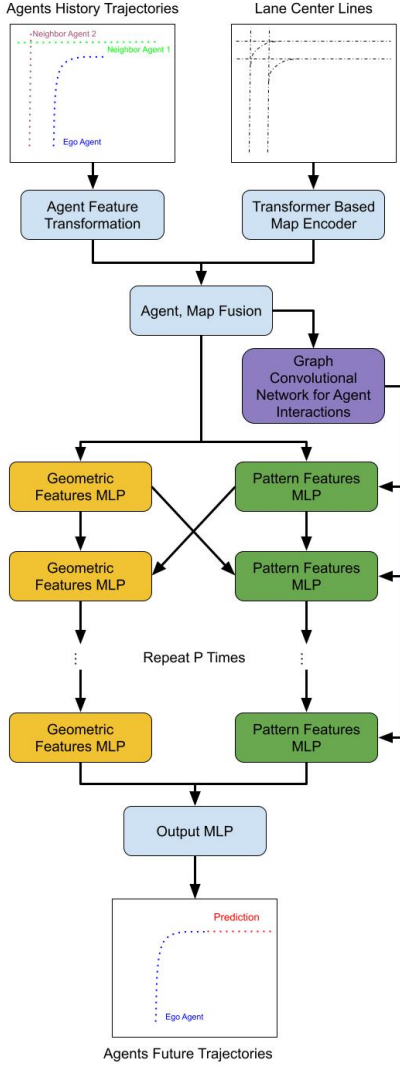 Agents History Trajectories
Lane Center Lines
Neighbor Agent 2
Neighbor Agent 1
Ego Agent
Agent Feature
Transformation
Transformer Based
Map Encoder
Agent, Map Fusion
Graph
Convolutional
Network for Agent
Interactions
Geometric
Features MLP
Pattern Features
MLP
Geometric
Features MLP
Pattern Features
MLP
Repeat P Times
Geometric
Features MLP
Pattern Features
MLP
Output MLP
Prediction
Ego Agent
Agents Future Trajectories